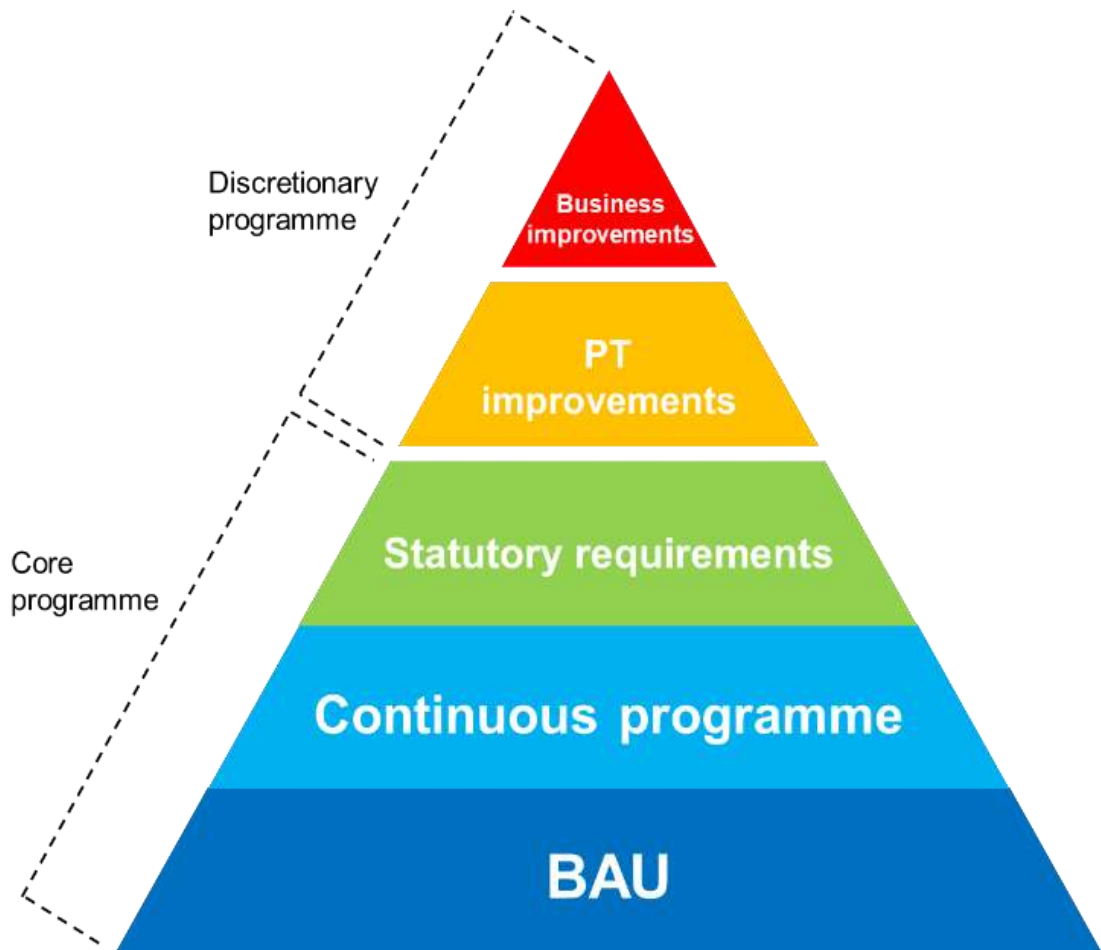 Discretionary
programme
Business
improvements
PT
improvements
Statutory requirements
Core
programme
Continuous programme
BAU